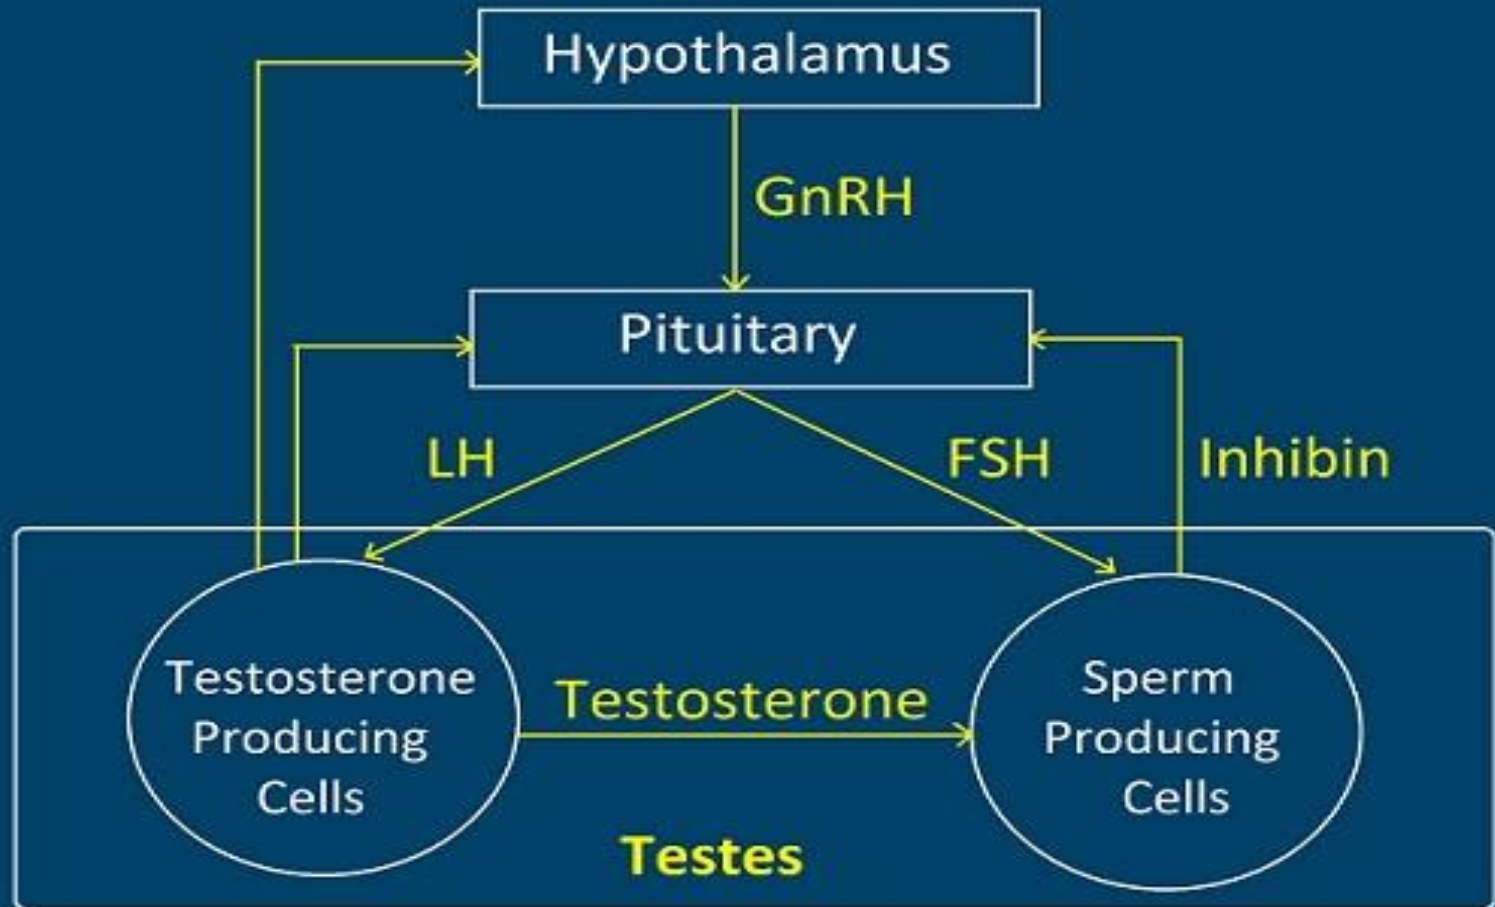 Hypothalamus
GnRH
Pituitary
LH
FSH
Inhibin
Testosterone
Producing
Cells
Testosterone
Sperm
Producing
Cells
Testes